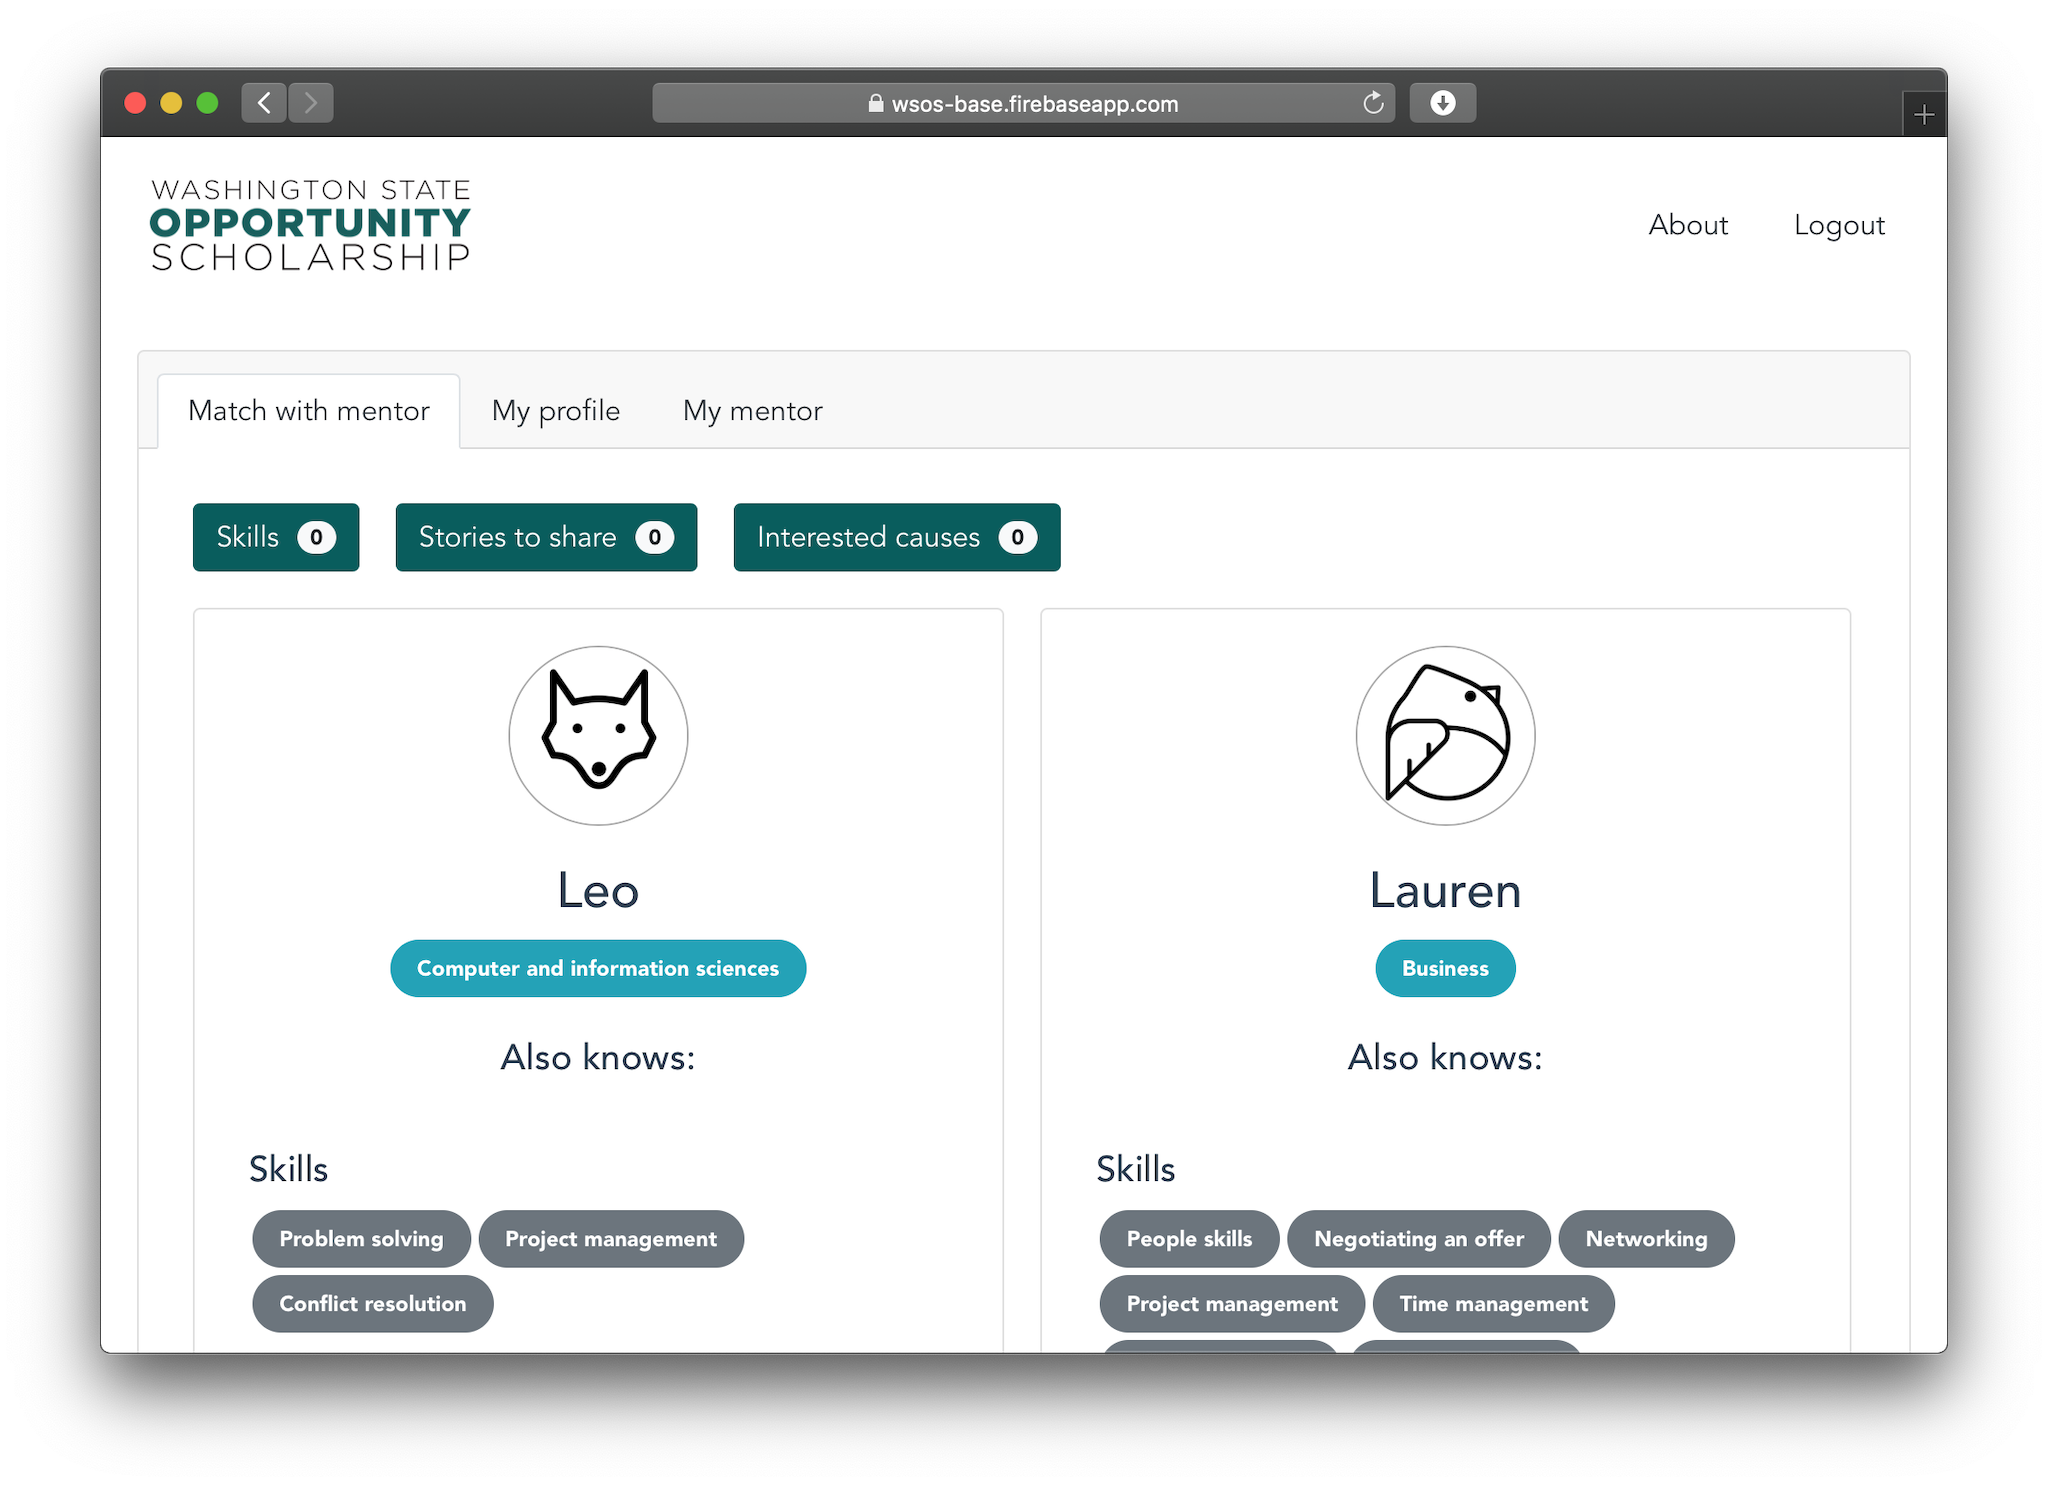 wsos-base.firebaseapp.com
WASHINGTON STATE
OPPORTUNITY
SCHOLARSHIP
About Logout
Match with mentor My profile My mentor
Skills 0 Stories to share 0 Interested causes 0
Leo
Computer and information sciences
Also knows:
Skills
Problem solving Project management
Conflict resolution
Lauren
Business
Also knows:
Skills
People skills Negotiating an offer Networking
Project management Time management